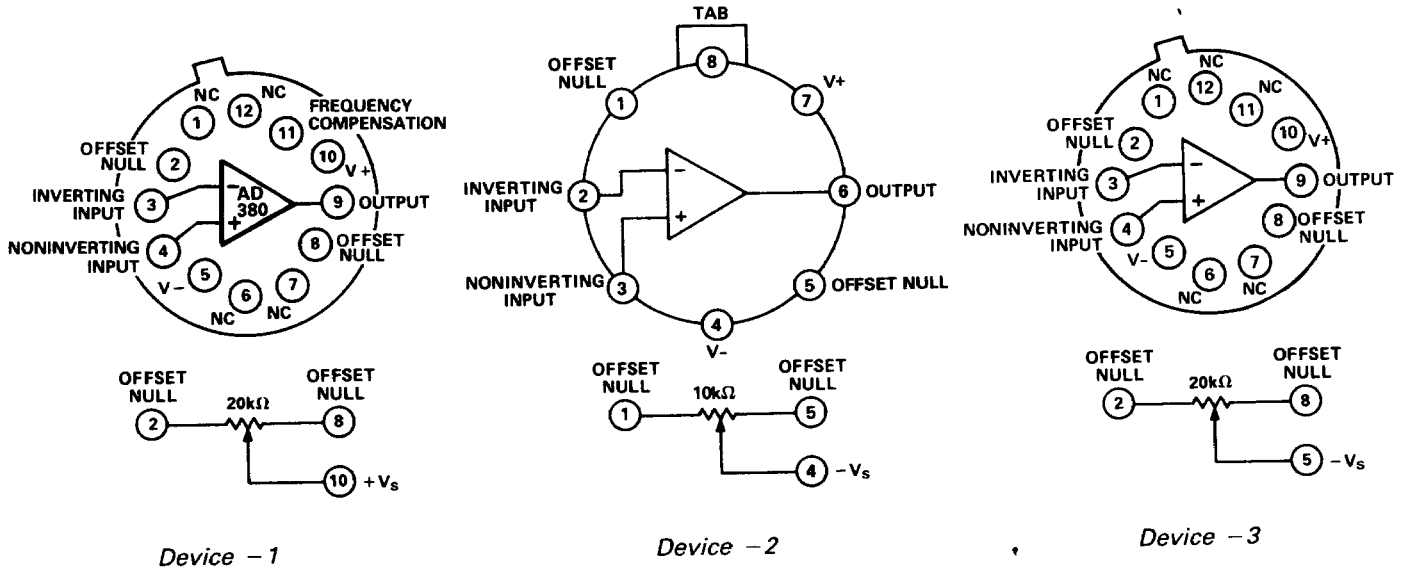 NC
NC
12
1
11
FREQUENCY
COMPENSATION
OFFSET
NULL
2
10
V+
INVERTING
INPUT
3
−
AD
380
+
9
OUTPUT
NONINVERTING
INPUT
4
8
OFFSET
NULL
V−
5
6
7
NC
NC
OFFSET
NULL
OFFSET
NULL
20kΩ
2
8
10
+VS
Device −1
TAB
8
OFFSET
NULL
1
V+
7
INVERTING
INPUT
2
−
+
6
OUTPUT
NONINVERTING
INPUT
3
5
OFFSET NULL
4
V−
OFFSET
NULL
OFFSET
NULL
10kΩ
1
5
4
−VS
Device −2
NC
NC
NC
1
12
11
OFFSET
NULL
2
10
V+
INVERTING
INPUT
3
−
+
9
OUTPUT
NONINVERTING
INPUT
4
8
OFFSET
NULL
V−
5
6
7
NC
NC
OFFSET
NULL
OFFSET
NULL
20kΩ
2
8
5
−VS
Device −3